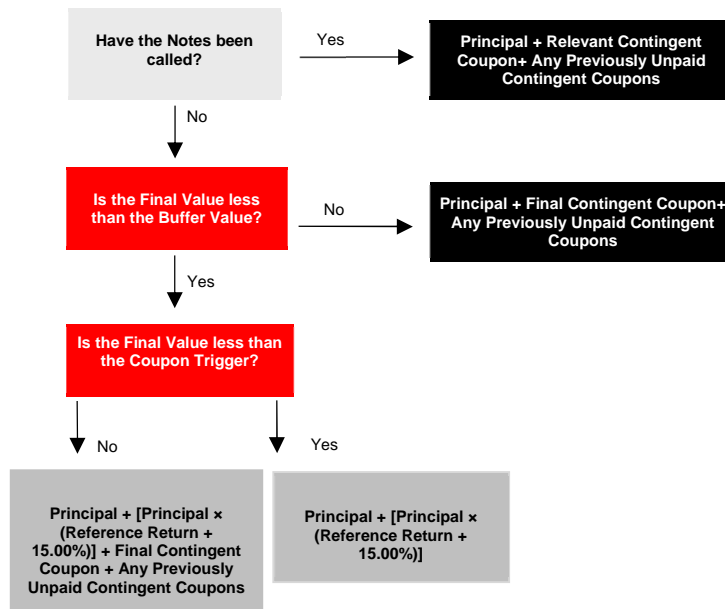 Have the Notes been
called?
Yes
Principal + Relevant Contingent
Coupon+ Any Previously Unpaid
Contingent Coupons
No
Is the Final Value less
than the Buffer Value?
No
Principal + Final Contingent Coupon+
Any Previously Unpaid Contingent
Coupons
Yes
Is the Final Value less than
the Coupon Trigger?
No
Yes
Principal + [Principal ×
(Reference Return +
15.00%)] + Final Contingent
Coupon + Any Previously
Unpaid Contingent Coupons
Principal + [Principal ×
(Reference Return +
15.00%)]